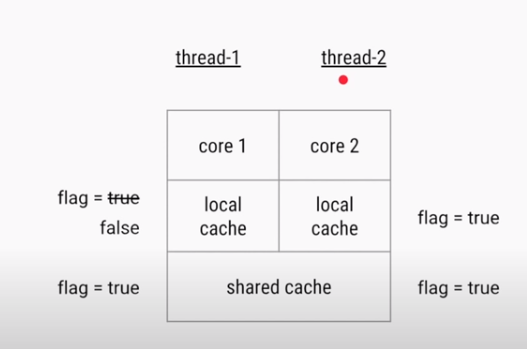 thread-1 thread-2
core 1 core 2
flag = true
false
local
cache
local
cache
flag = true
flag = true
shared cache
flag = true